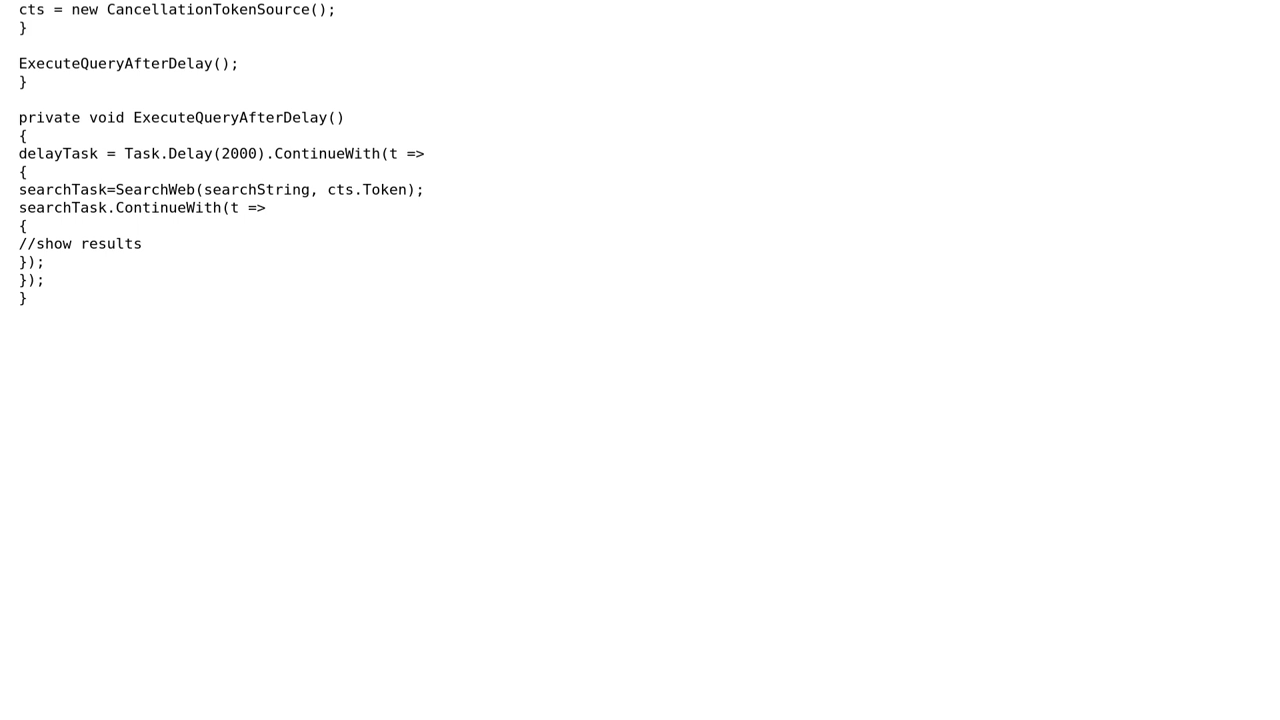 cts = new CancellationTokenSource();
}

ExecuteQueryAfterDelay();
}

private void ExecuteQueryAfterDelay()
{
delayTask = Task.Delay(2000).ContinueWith(t =>
{
searchTask=SearchWeb(searchString, cts.Token);
searchTask.ContinueWith(t =>
{
//show results
});
});
}